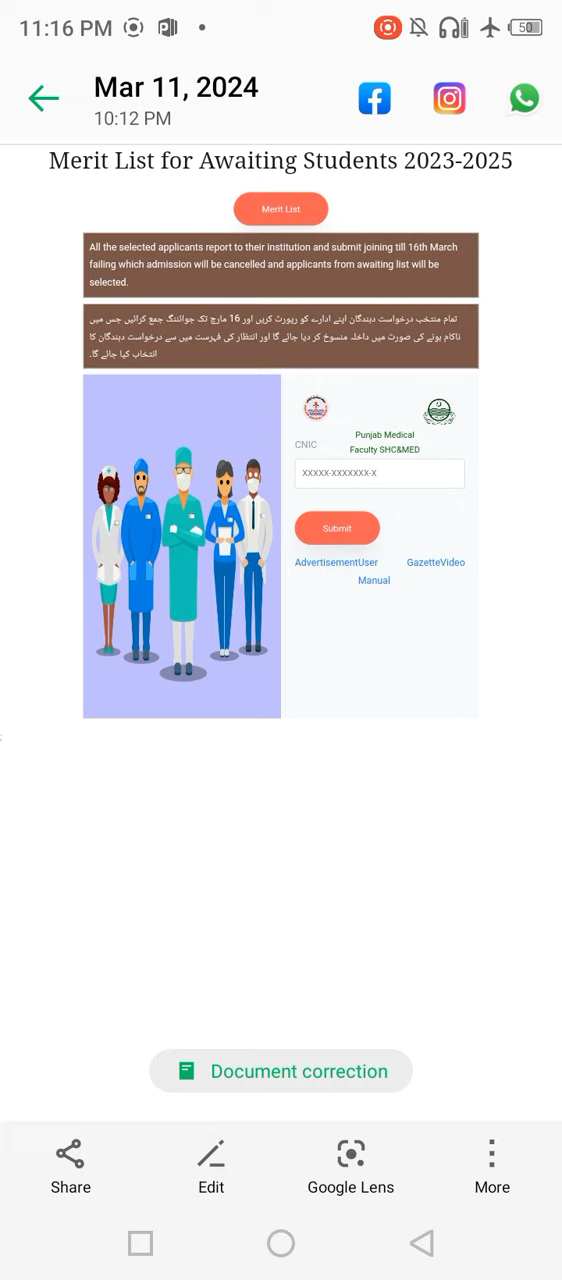 11:16 PM
50
Mar 11, 2024
10:12 PM
Merit List for Awaiting Students 2023-2025
Merit List
All the selected applicants report to their institution and submit joining till 16th March
failing which admission will be cancelled and applicants from awaiting list will be
selected.
تمام منتخب درخواست دہندگان اپنے ادارے کو رپورٹ کریں اور 16 مارچ تک جوائننگ جمع کرائیں جس میں
ناکام ہونے کی صورت میں داخلہ منسوخ کر دیا جائے گا اور انتظار کی فہرست میں سے درخواست دہندگان کا
انتخاب کیا جائے گا۔
Punjab Medical
Faculty SHC&MED
CNIC
XXXXX-XXXXXXX-X
Submit
AdvertisementUser GazetteVideo
Manual
Document correction
Share Edit Google Lens More